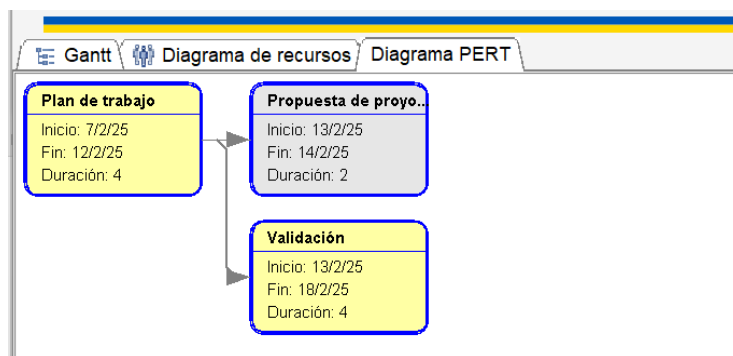 Gantt
Diagrama de recursos
Diagrama PERT
Plan de trabajo
Inicio: 7/2/25
Fin: 12/2/25
Duración: 4
Propuesta de proyo..
Inicio: 13/2/25
Fin: 14/2/25
Duración: 2
Validación
Inicio: 13/2/25
Fin: 18/2/25
Duración: 4